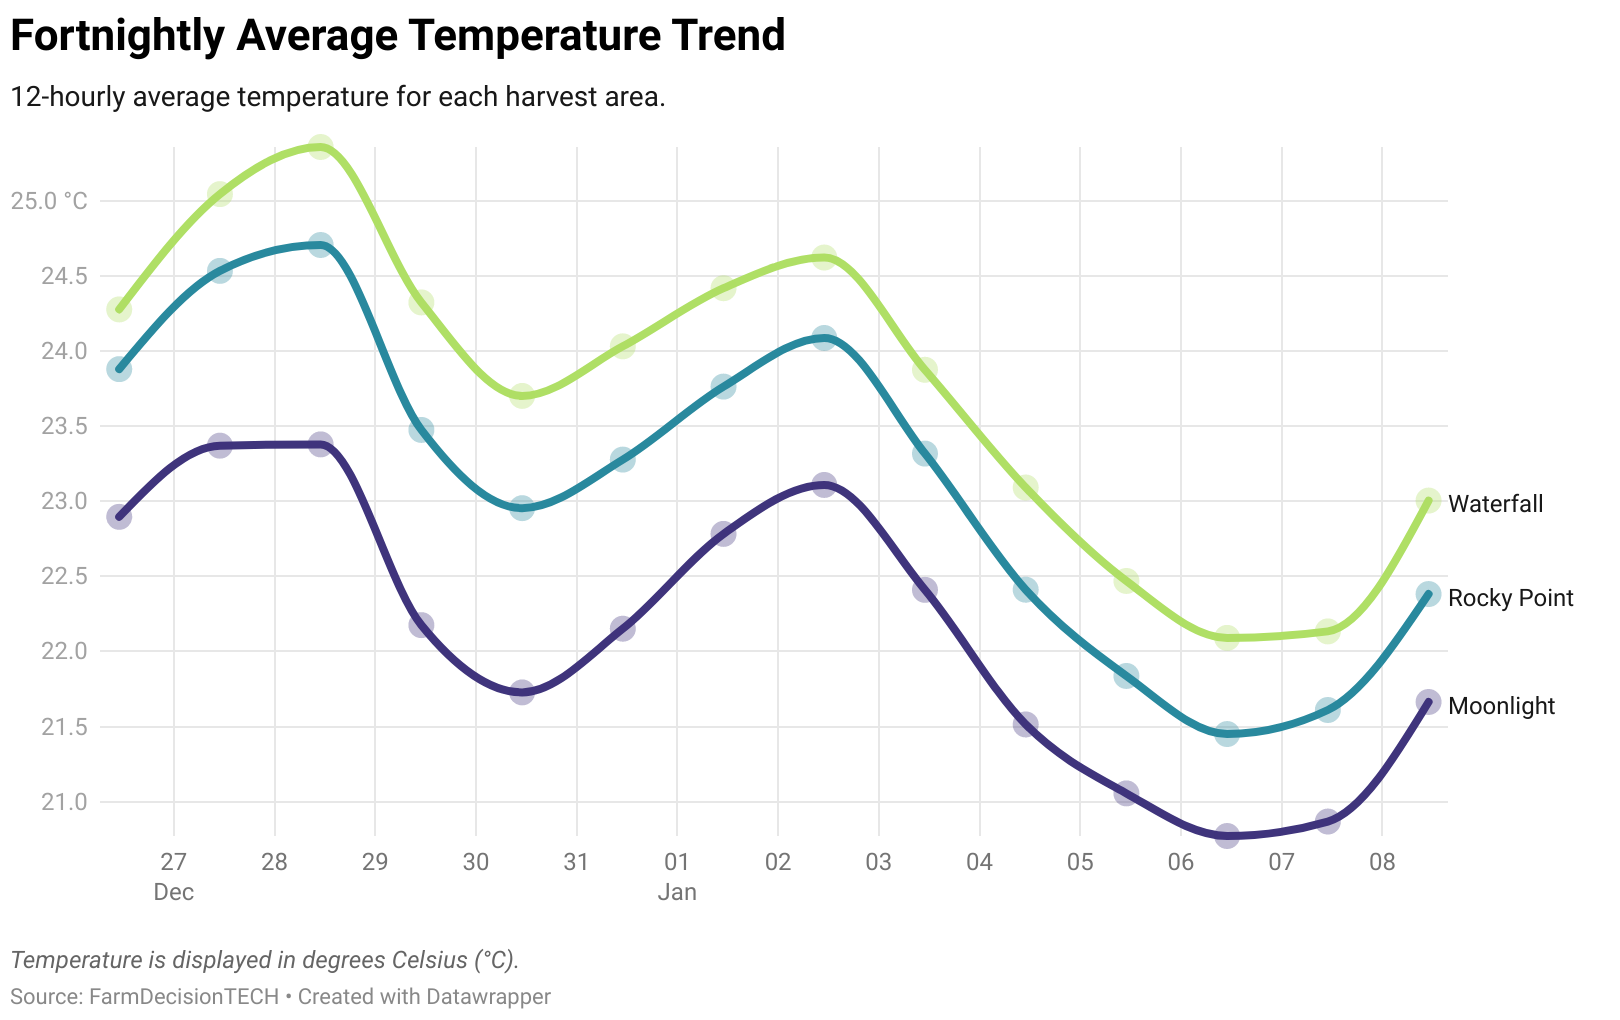 Fortnightly Average Temperature Trend
12-hourly average temperature for each harvest area.
25.0 °C
24.5
24.0
23.5
23.0
22.5
22.0
21.5
21.0
Waterfall
Rocky Point
Moonlight
27 28 29 30 31 01 02 03 04 05 06 07 08
Dec Jan
Temperature is displayed in degrees Celsius (°C).
Source: FarmDecisionTECH • Created with Datawrapper